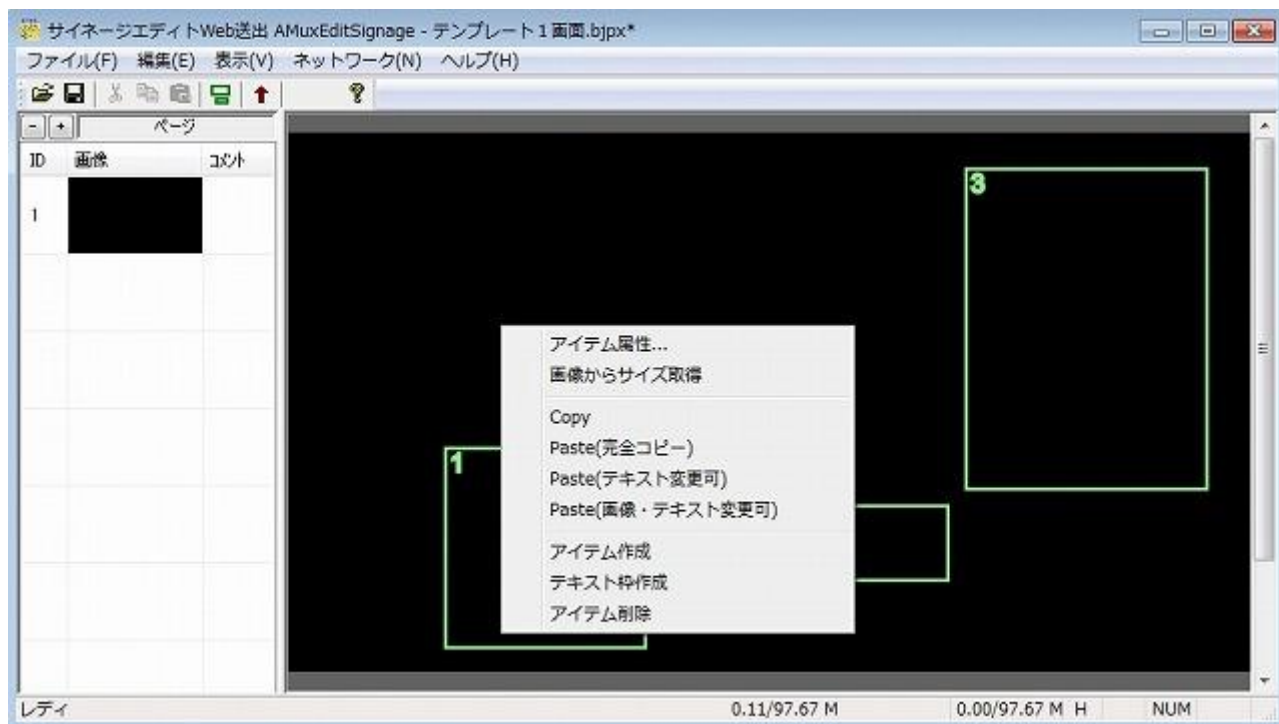 サイネージエディトWeb送出 AMuxEditSignage - テンプレート1画面.bjpx*
ファイル(F) 編集(E) 表示(V) ネットワーク(N) ヘルプ(H)
- + ページ
ID 画像 コメント
1
3
1
アイテム属性...
画像からサイズ取得
Copy
Paste(完全コピー)
Paste(テキスト変更可)
Paste(画像・テキスト変更可)
アイテム作成
テキスト枠作成
アイテム削除
レディ 0.11/97.67 M 0.00/97.67 M H NUM